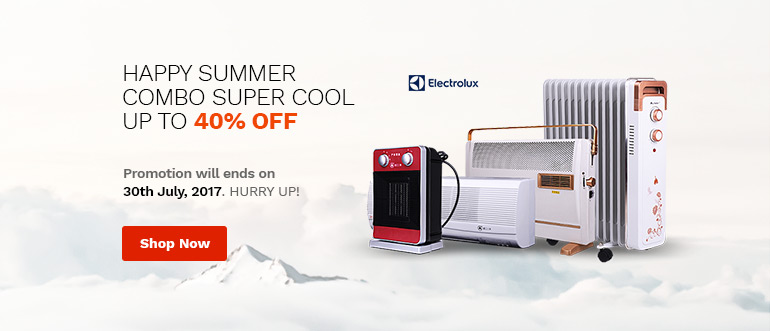 HAPPY SUMMER
COMBO SUPER COOL
UP TO 40% OFF
Electrolux
Promotion will ends on
30th July, 2017. HURRY UP!
Shop Now